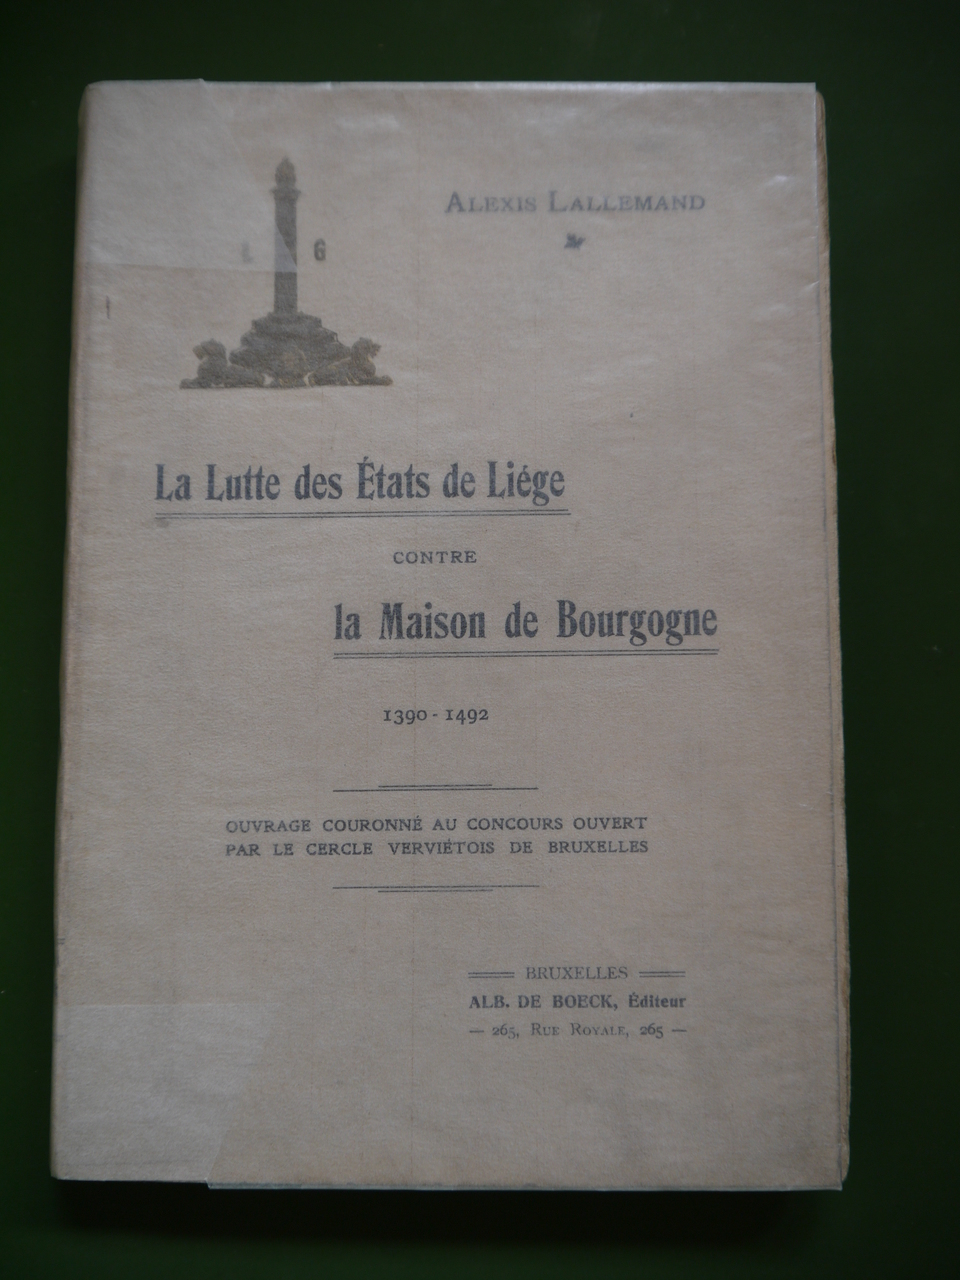 ALEXIS LALLEMAND
L G
La Lutte des États de Liége
CONTRE
la Maison de Bourgogne
1390 - 1492
OUVRAGE COURONNÉ AU CONCOURS OUVERT
PAR LE CERCLE VERVIÉTOIS DE BRUXELLES
BRUXELLES
ALB. DE BOECK, Éditeur
— 265, RUE ROYALE, 265 —